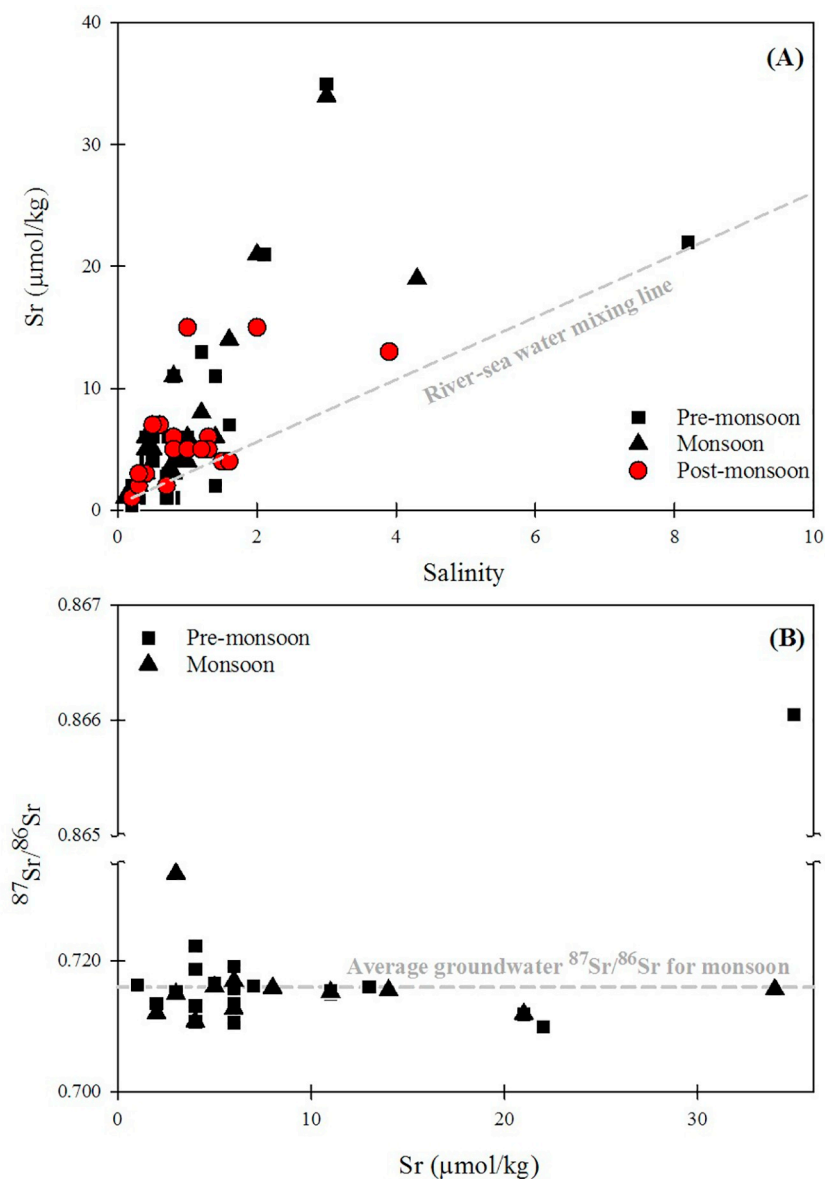 (A)
40
30
20
10
0
Sr (µmol/kg)
River-sea water mixing line
Pre-monsoon
Monsoon
Post-monsoon
0 2 4 6 8 10
Salinity
(B)
Pre-monsoon
Monsoon
0.867
0.866
0.865
0.720
0.700
87Sr/86Sr
Average groundwater 87Sr/86Sr for monsoon
0 10 20 30
Sr (µmol/kg)